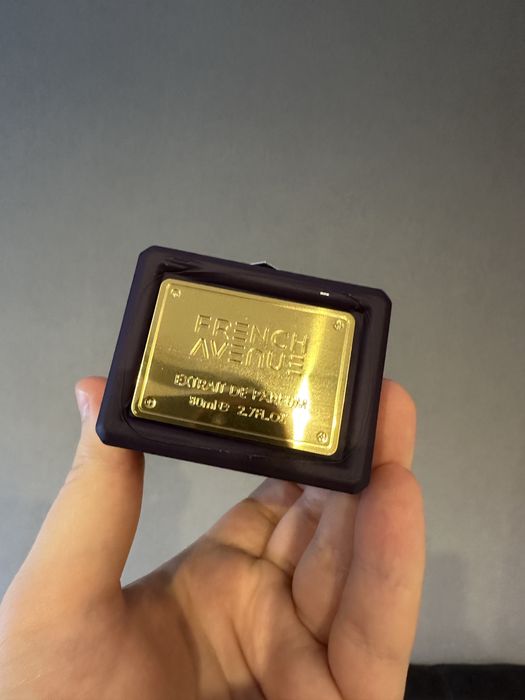 FRENCH
AVENUE
EXTRAIT DE PARFUM
80ml e 2.7FL.OZ